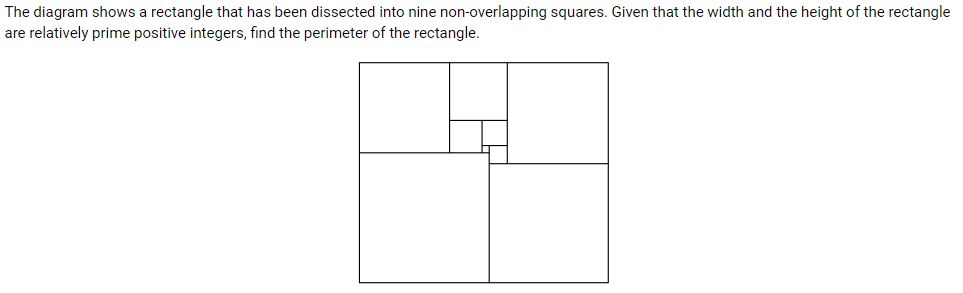 The diagram shows a rectangle that has been dissected into nine non-overlapping squares. Given that the width and the height of the rectangle
are relatively prime positive integers, find the perimeter of the rectangle.